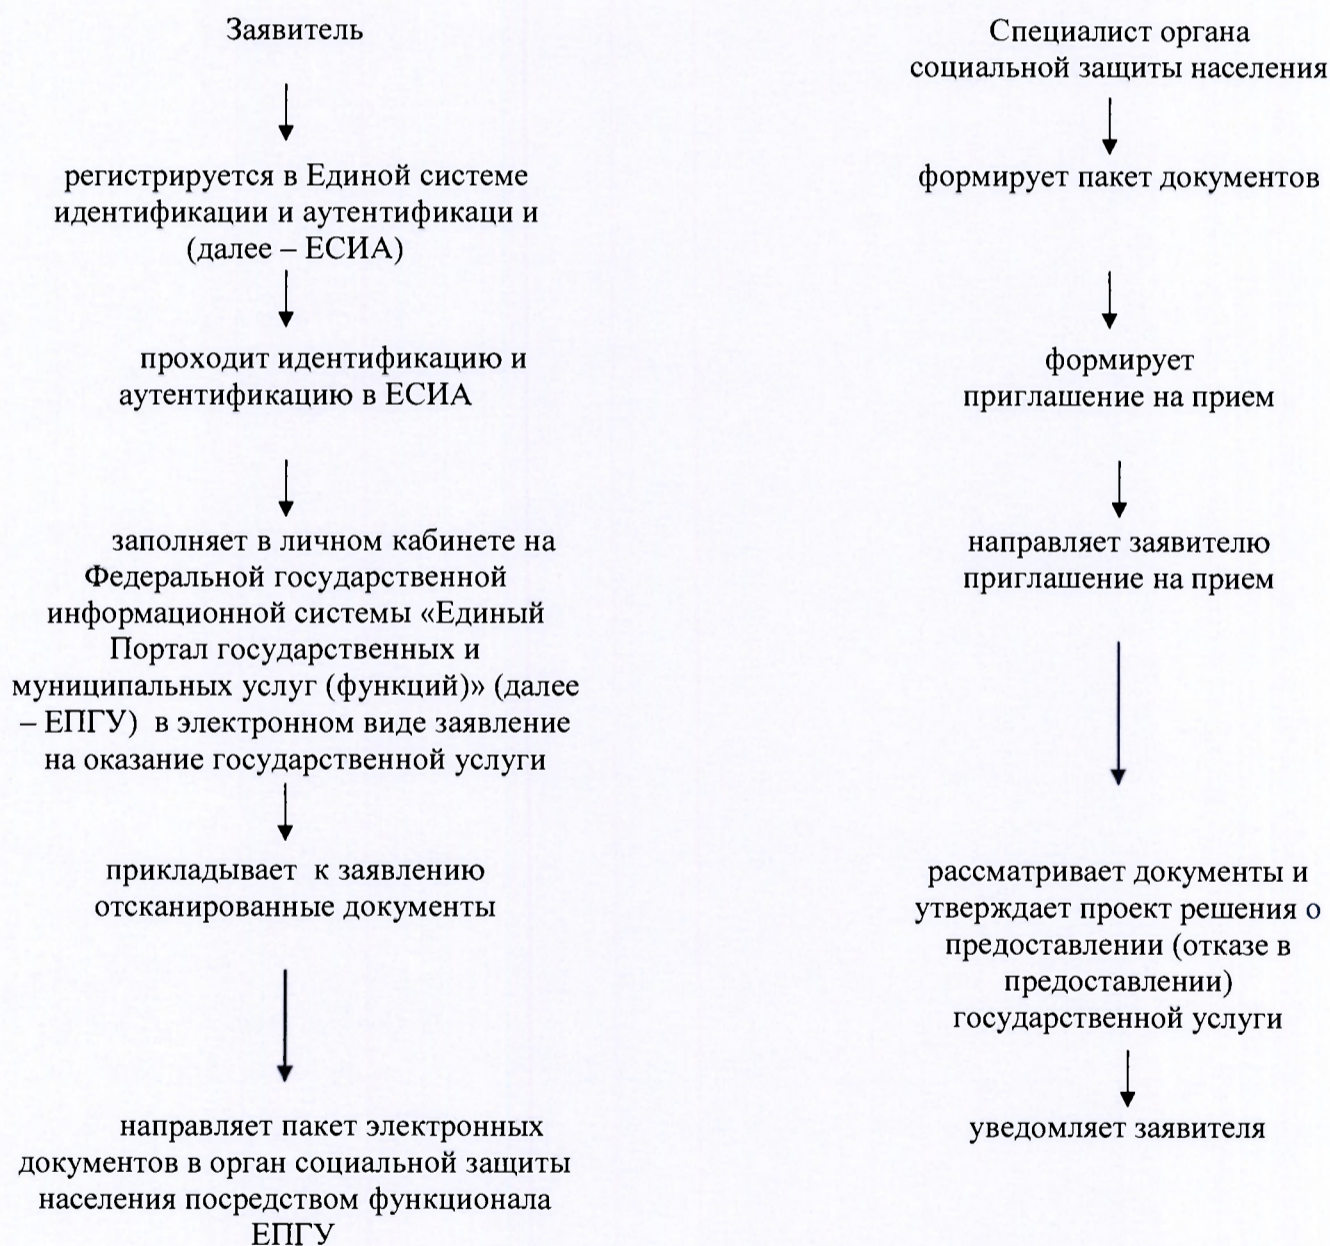 Заявитель
регистрируется в Единой системе
идентификации и аутентификаци и
(далее – ЕСИА)
проходит идентификацию и
аутентификацию в ЕСИА
заполняет в личном кабинете на
Федеральной государственной
информационной системы «Единый
Портал государственных и
муниципальных услуг (функций)» (далее
– ЕПГУ)  в электронном виде заявление
на оказание государственной услуги
прикладывает  к заявлению
отсканированные документы
направляет пакет электронных
документов в орган социальной защиты
населения посредством функционала
ЕПГУ
Специалист органа
социальной защиты населения
формирует пакет документов
формирует
приглашение на прием
направляет заявителю
приглашение на прием
рассматривает документы и
утверждает проект решения о
предоставлении (отказе в
предоставлении)
государственной услуги
уведомляет заявителя